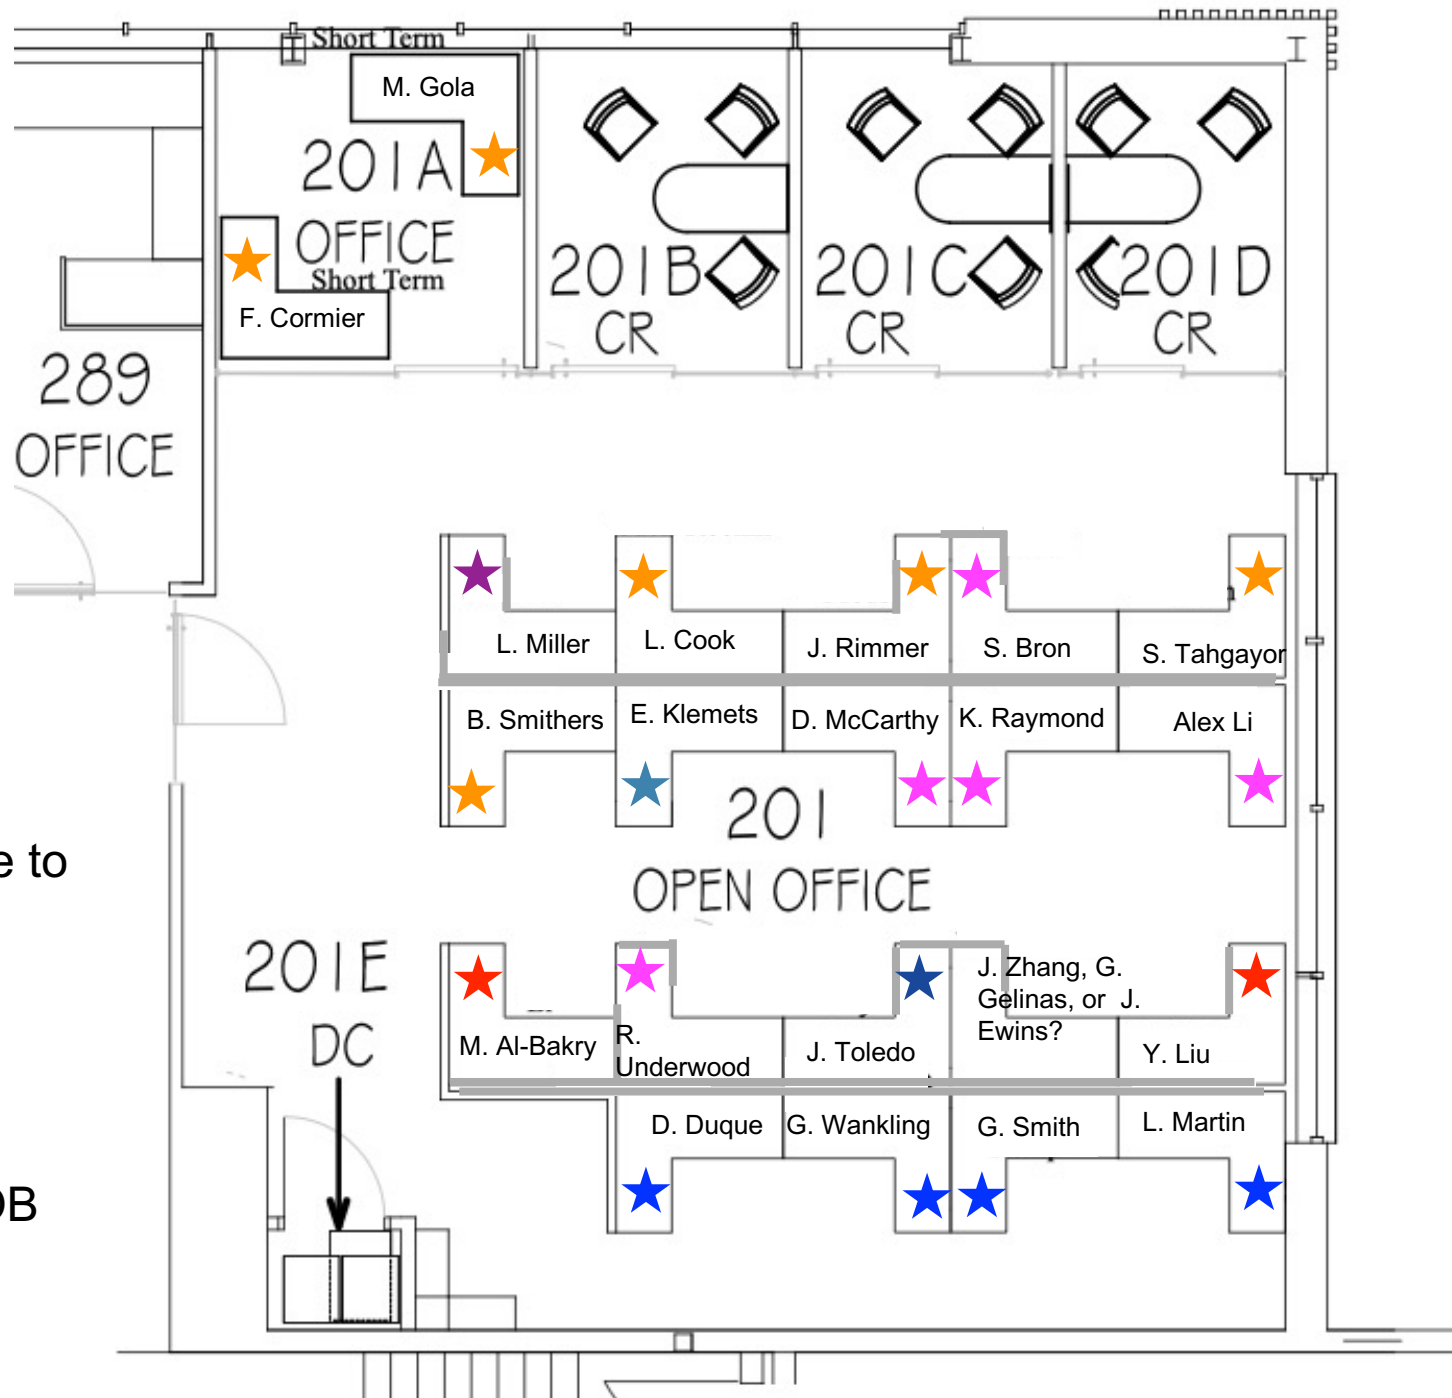 Short Term
M. Gola
201A
OFFICE
Short Term
F. Cormier
201B
CR
201C
CR
201D
CR
289
OFFICE
L. Miller
L. Cook
J. Rimmer
S. Bron
S. Tahgayor
B. Smithers
E. Klemets
D. McCarthy
K. Raymond
Alex Li
201
OPEN OFFICE
e to
201E
DC
J. Zhang, G.
Gelinas, or J.
Ewins?
M. Al-Bakry
R.
Underwood
J. Toledo
Y. Liu
D. Duque
G. Wankling
G. Smith
L. Martin
DB